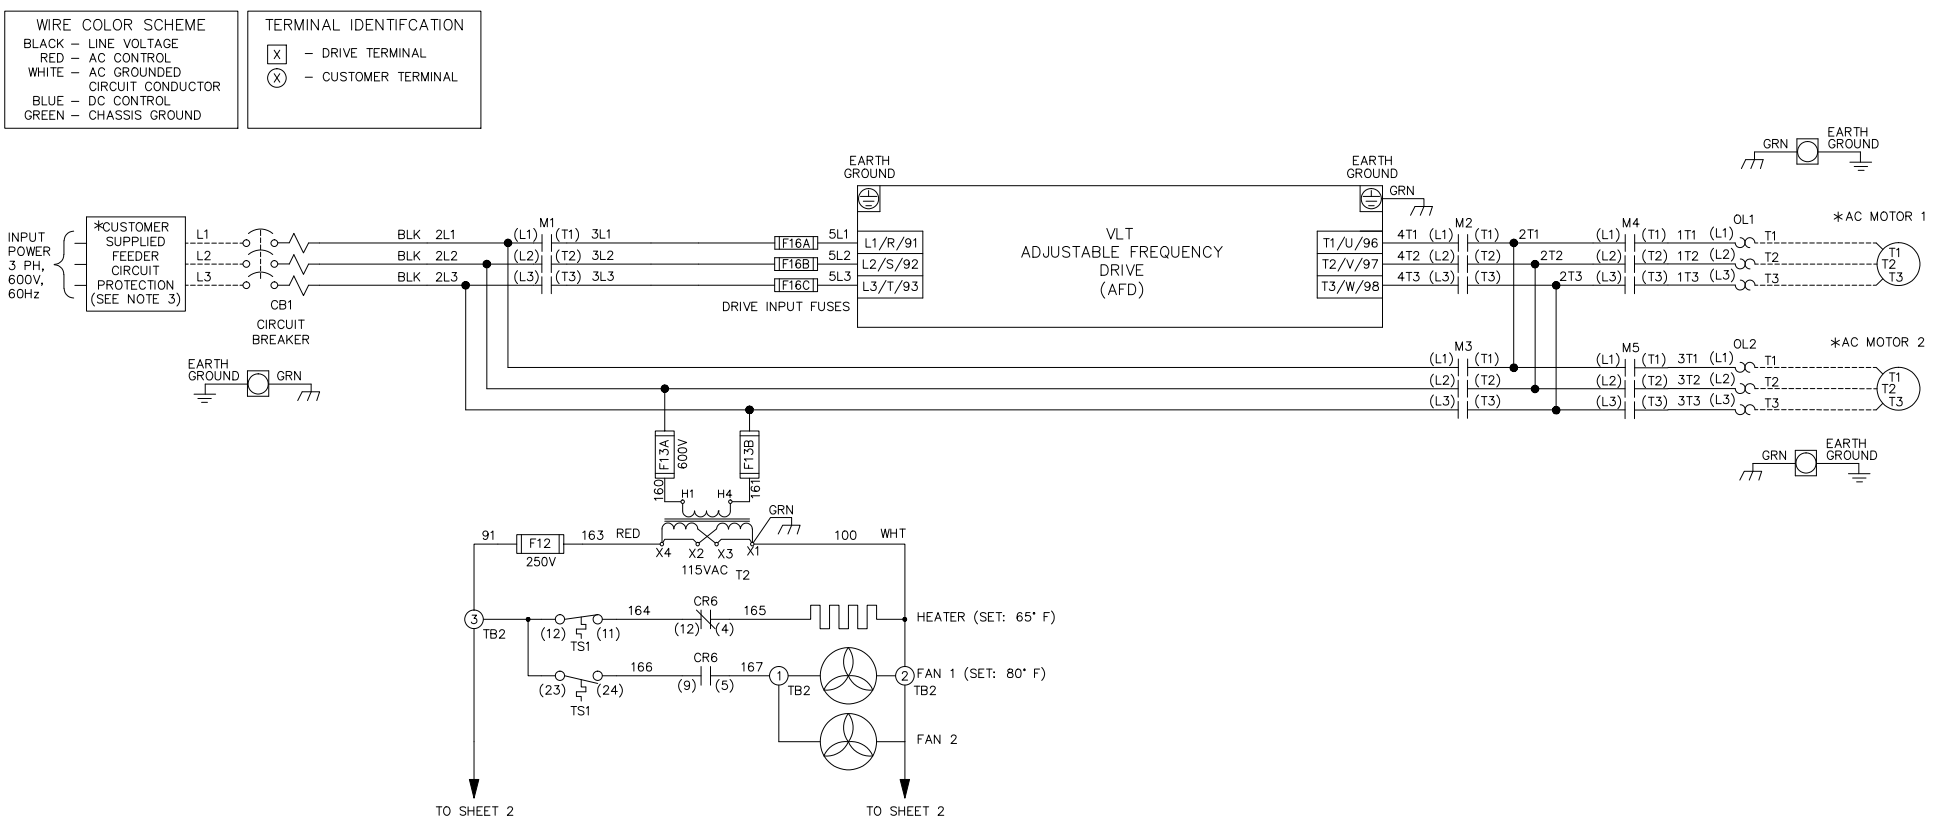 WIRE COLOR SCHEME
BLACK – LINE VOLTAGE
RED – AC CONTROL
WHITE – AC GROUNDED
CIRCUIT CONDUCTOR
BLUE – DC CONTROL
GREEN – CHASSIS GROUND
TERMINAL IDENTIFCATION
X – DRIVE TERMINAL
X – CUSTOMER TERMINAL
GRN
EARTH
GROUND
EARTH
GROUND
EARTH
GROUND
GRN
INPUT
POWER
3 PH,
600V,
60Hz
*CUSTOMER
SUPPLIED
FEEDER
CIRCUIT
PROTECTION
(SEE NOTE 3)
L1
L2
L3
CB1
CIRCUIT
BREAKER
BLK 2L1
BLK 2L2
BLK 2L3
M1
(L1) (T1) 3L1
(L2) (T2) 3L2
(L3) (T3) 3L3
F16A 5L1
F16B 5L2
F16C 5L3
DRIVE INPUT FUSES
L1/R/91
L2/S/92
L3/T/93
VLT
ADJUSTABLE FREQUENCY
DRIVE
(AFD)
T1/U/96
T2/V/97
T3/W/98
M2
4T1 (L1) (T1) 2T1
4T2 (L2) (T2) 2T2
4T3 (L3) (T3) 2T3
M4
(L1) (T1) 1T1 (L1)
(L2) (T2) 1T2 (L2)
(L3) (T3) 1T3 (L3)
OL1
T1
T2
T3
*AC MOTOR 1
T1
T2
T3
EARTH
GROUND
GRN
M3
(L1) (T1)
(L2) (T2)
(L3) (T3)
M5
(L1) (T1) 3T1 (L1)
(L2) (T2) 3T2 (L2)
(L3) (T3) 3T3 (L3)
OL2
T1
T2
T3
*AC MOTOR 2
T1
T2
T3
GRN
EARTH
GROUND
F13A
600V
F13B
160
161
H1 H4
GRN
91
F12
250V
163 RED
X4 X2 X3 X1
115VAC T2
100 WHT
3
TB2
(12) (11)
TS1
164
CR6
(12) (4)
165
HEATER (SET: 65° F)
(23) (24)
TS1
166
CR6
(9) (5)
167
1
TB2
2
TB2
FAN 1 (SET: 80° F)
FAN 2
TO SHEET 2
TO SHEET 2